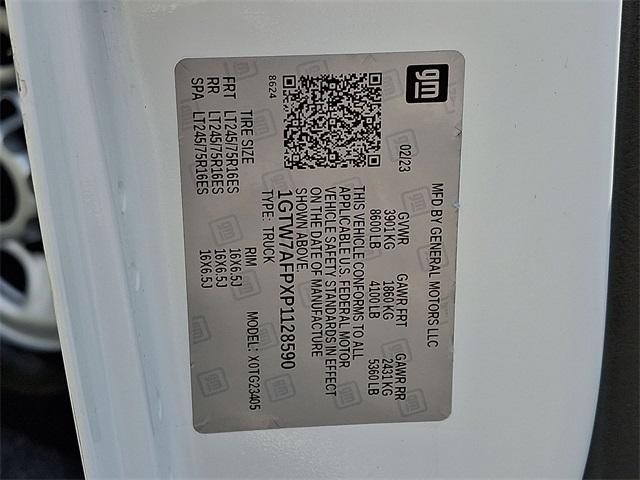 gm
MFD BY GENERAL MOTORS LLC
02/23 GVWR GAWR FRT GAWR RR
3901 KG 1860 KG 2431 KG
8600 LB 4100 LB 5360 LB
THIS VEHICLE CONFORMS TO ALL
APPLICABLE U.S. FEDERAL MOTOR
VEHICLE SAFETY STANDARDS IN EFFECT
ON THE DATE OF MANUFACTURE
SHOWN ABOVE.
1GTW7AFPXP1128590
TYPE: TRUCK MODEL: X0TG23405
8624
TIRE SIZE RIM
FRT LT245/75R16ES 16X6.5J
RR LT245/75R16ES 16X6.5J
SPA LT245/75R16ES 16X6.5J